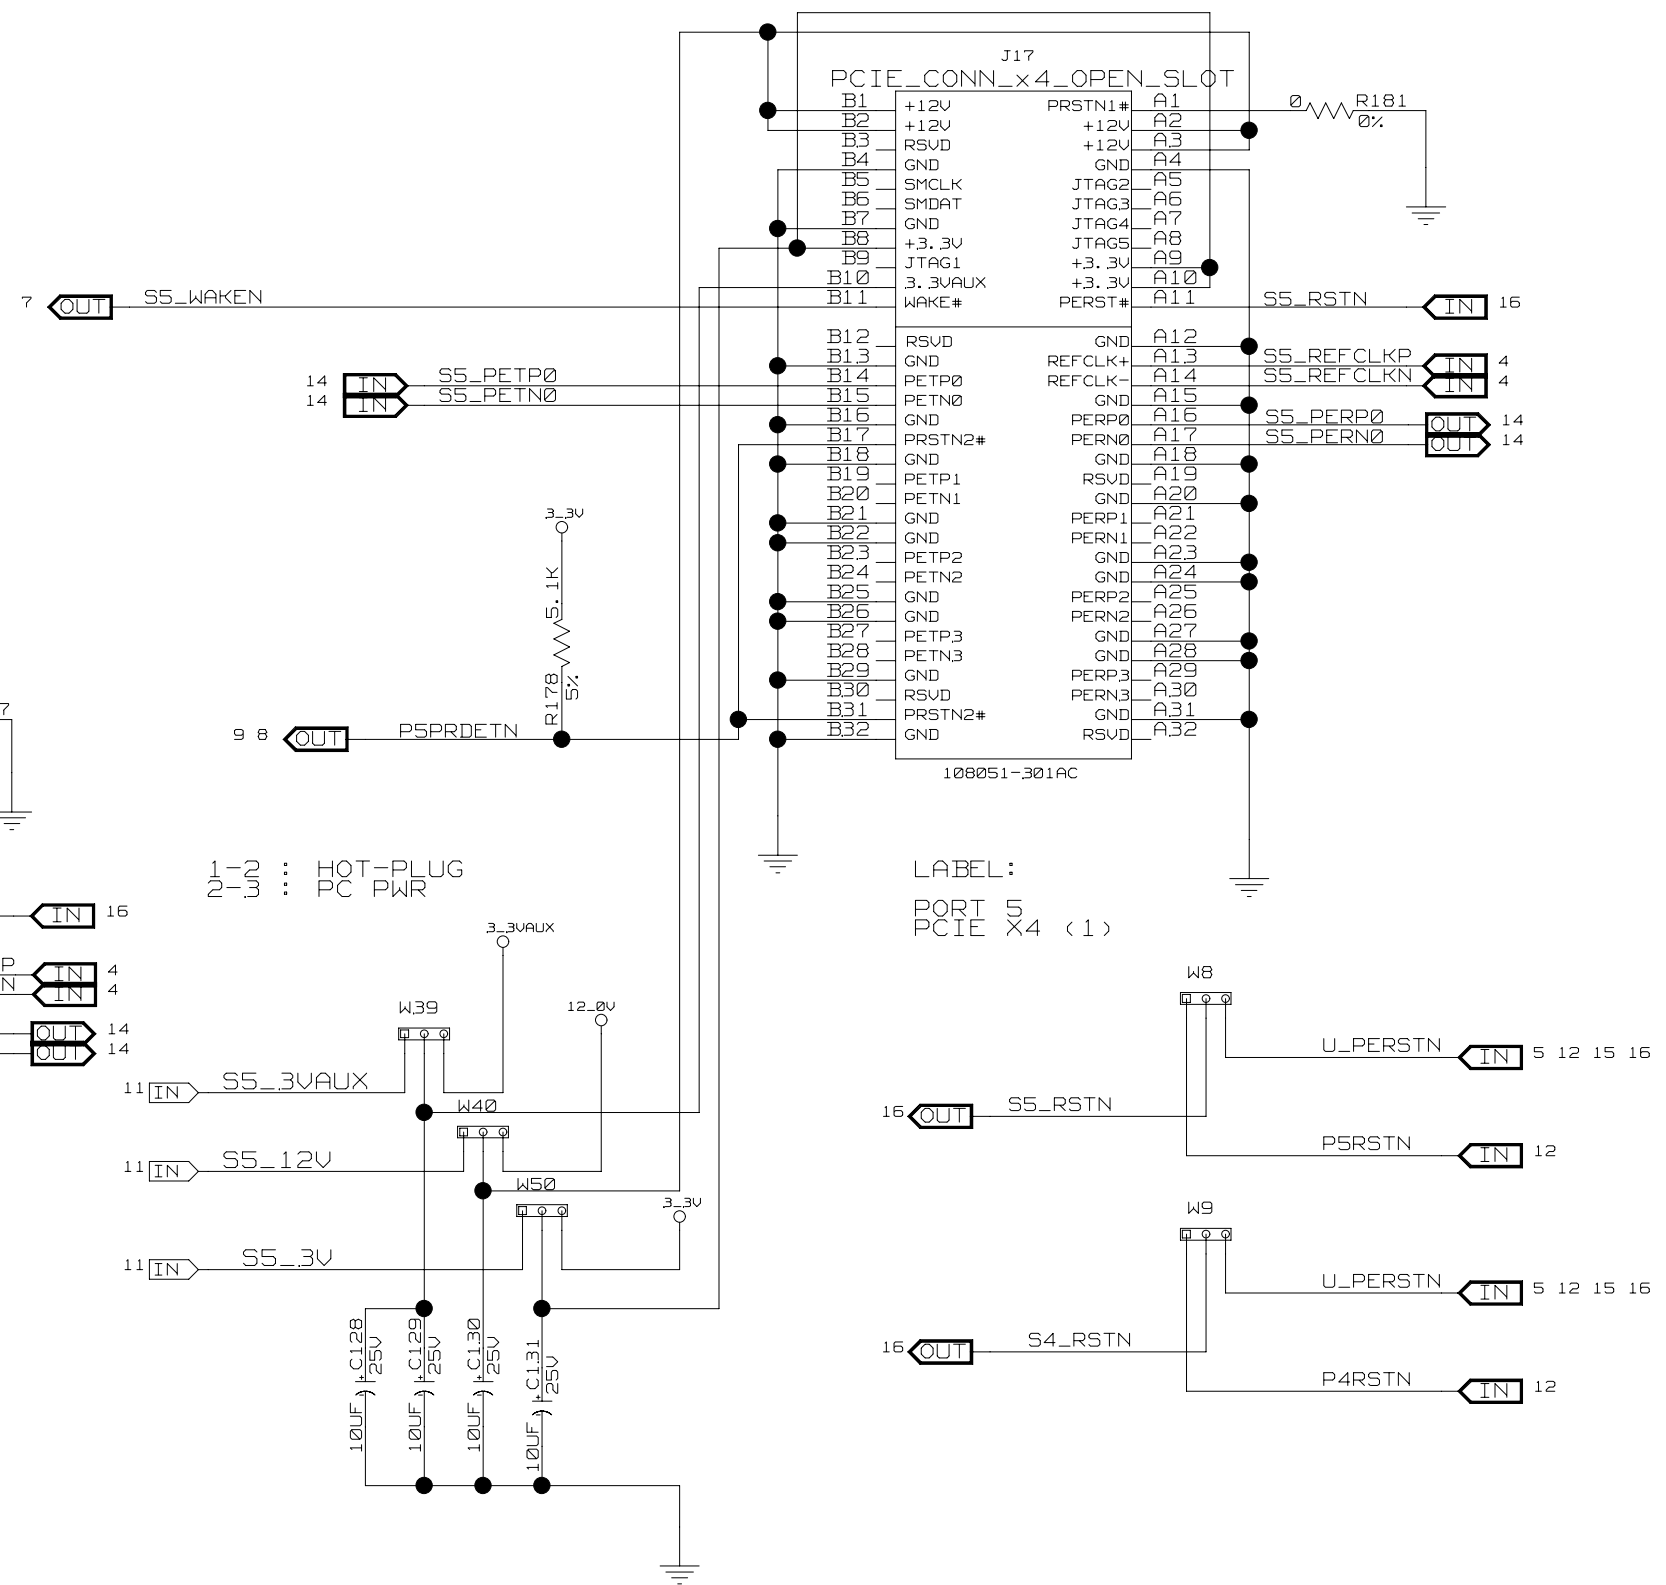 J17
PCIE_CONN_x4_OPEN_SLOT
B1 +12V PRSTN1# A1 0 R181
B2 +12V +12V A2 0%
B3 RSVD +12V A3
B4 GND GND A4
B5 SMCLK JTAG2 A5
B6 SMDAT JTAG3 A6
B7 GND JTAG4 A7
B8 +3.3V JTAG5 A8
B9 JTAG1 +3.3V A9
B10 3.3VAUX +3.3V A10
7 OUT S5_WAKEN B11 WAKE# PERST# A11 S5_RSTN IN 16
B12 RSVD GND A12
B13 GND REFCLK+ A13 S5_REFCLKP IN 4
14 IN S5_PETP0 B14 PETP0 REFCLK- A14 S5_REFCLKN IN 4
14 IN S5_PETN0 B15 PETN0 GND A15
B16 GND PERP0 A16 S5_PERP0 OUT 14
B17 PRSTN2# PERN0 A17 S5_PERN0 OUT 14
B18 GND GND A18
B19 PETP1 RSVD A19
B20 PETN1 GND A20
B21 GND PERP1 A21
B22 GND PERN1 A22
B23 PETP2 GND A23
B24 PETN2 GND A24
B25 GND PERP2 A25
B26 GND PERN2 A26
B27 PETP3 GND A27
B28 PETN3 GND A28
B29 GND PERP3 A29
B30 RSVD PERN3 A30
B31 PRSTN2# GND A31
B32 GND RSVD A32
108051-301AC
3_3V
5.1K
R178
5%
9 8 OUT P5PRDETN
7
1-2 : HOT-PLUG
2-3 : PC PWR
LABEL:
PORT 5
PCIE X4 (1)
IN 16
P IN 4
N IN 4
OUT 14
OUT 14
3_3VAUX
W39
12_0V
11 IN S5_3VAUX
W40
11 IN S5_12V
W50
3_3V
11 IN S5_3V
10UF + - C128 25V
10UF + - C129 25V
10UF + - C130 25V
10UF + - C131 25V
W8
U_PERSTN IN 5 12 15 16
16 OUT S5_RSTN
P5RSTN IN 12
W9
U_PERSTN IN 5 12 15 16
16 OUT S4_RSTN
P4RSTN IN 12